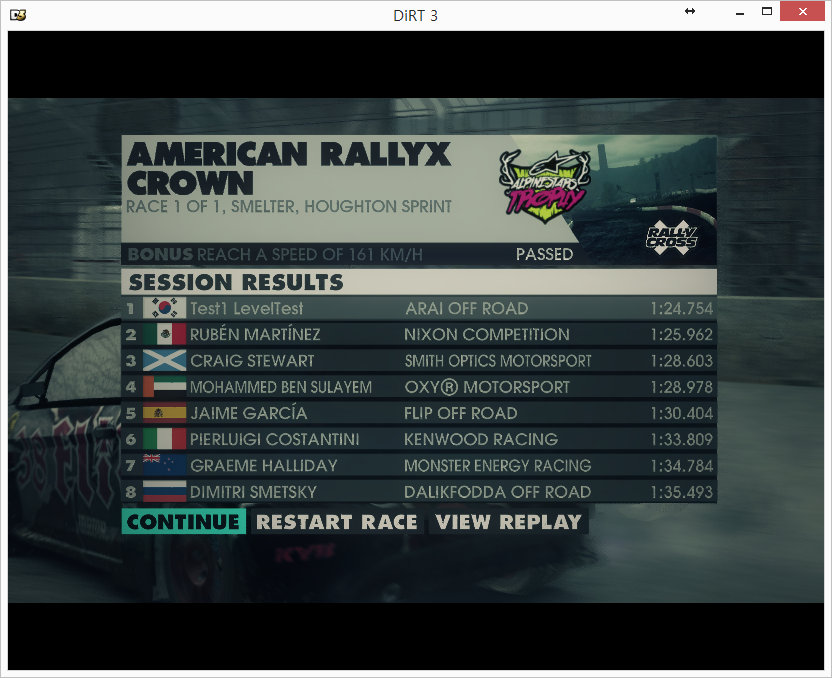 DiRT 3
AMERICAN RALLYX
CROWN
RACE 1 OF 1, SMELTER, HOUGHTON SPRINT
ALPINESTARS
TROPHY
RALLY
CROSS
BONUS REACH A SPEED OF 161 KM/H PASSED
SESSION RESULTS
1 Test1 LevelTest ARAI OFF ROAD 1:24.754
2 RUBÉN MARTÍNEZ NIXON COMPETITION 1:25.962
3 CRAIG STEWART SMITH OPTICS MOTORSPORT 1:28.603
4 MOHAMMED BEN SULAYEM OXY® MOTORSPORT 1:28.978
5 JAIME GARCÍA FLIP OFF ROAD 1:30.404
6 PIERLUIGI COSTANTINI KENWOOD RACING 1:33.809
7 GRAEME HALLIDAY MONSTER ENERGY RACING 1:34.784
8 DIMITRI SMETSKY DALIKFODDA OFF ROAD 1:35.493
CONTINUE RESTART RACE VIEW REPLAY